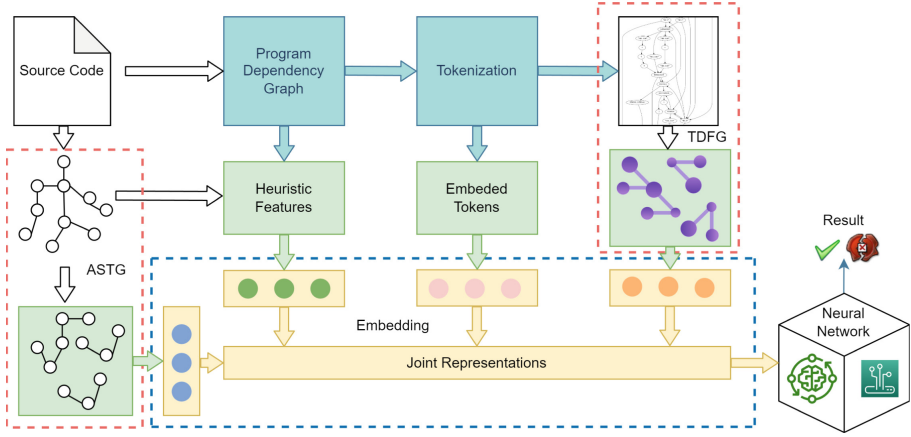 Source Code
Program
Dependency
Graph
Tokenization
TDFG
Heuristic
Features
Embeded
Tokens
ASTG
Result
Embedding
Neural
Network
Joint Representations